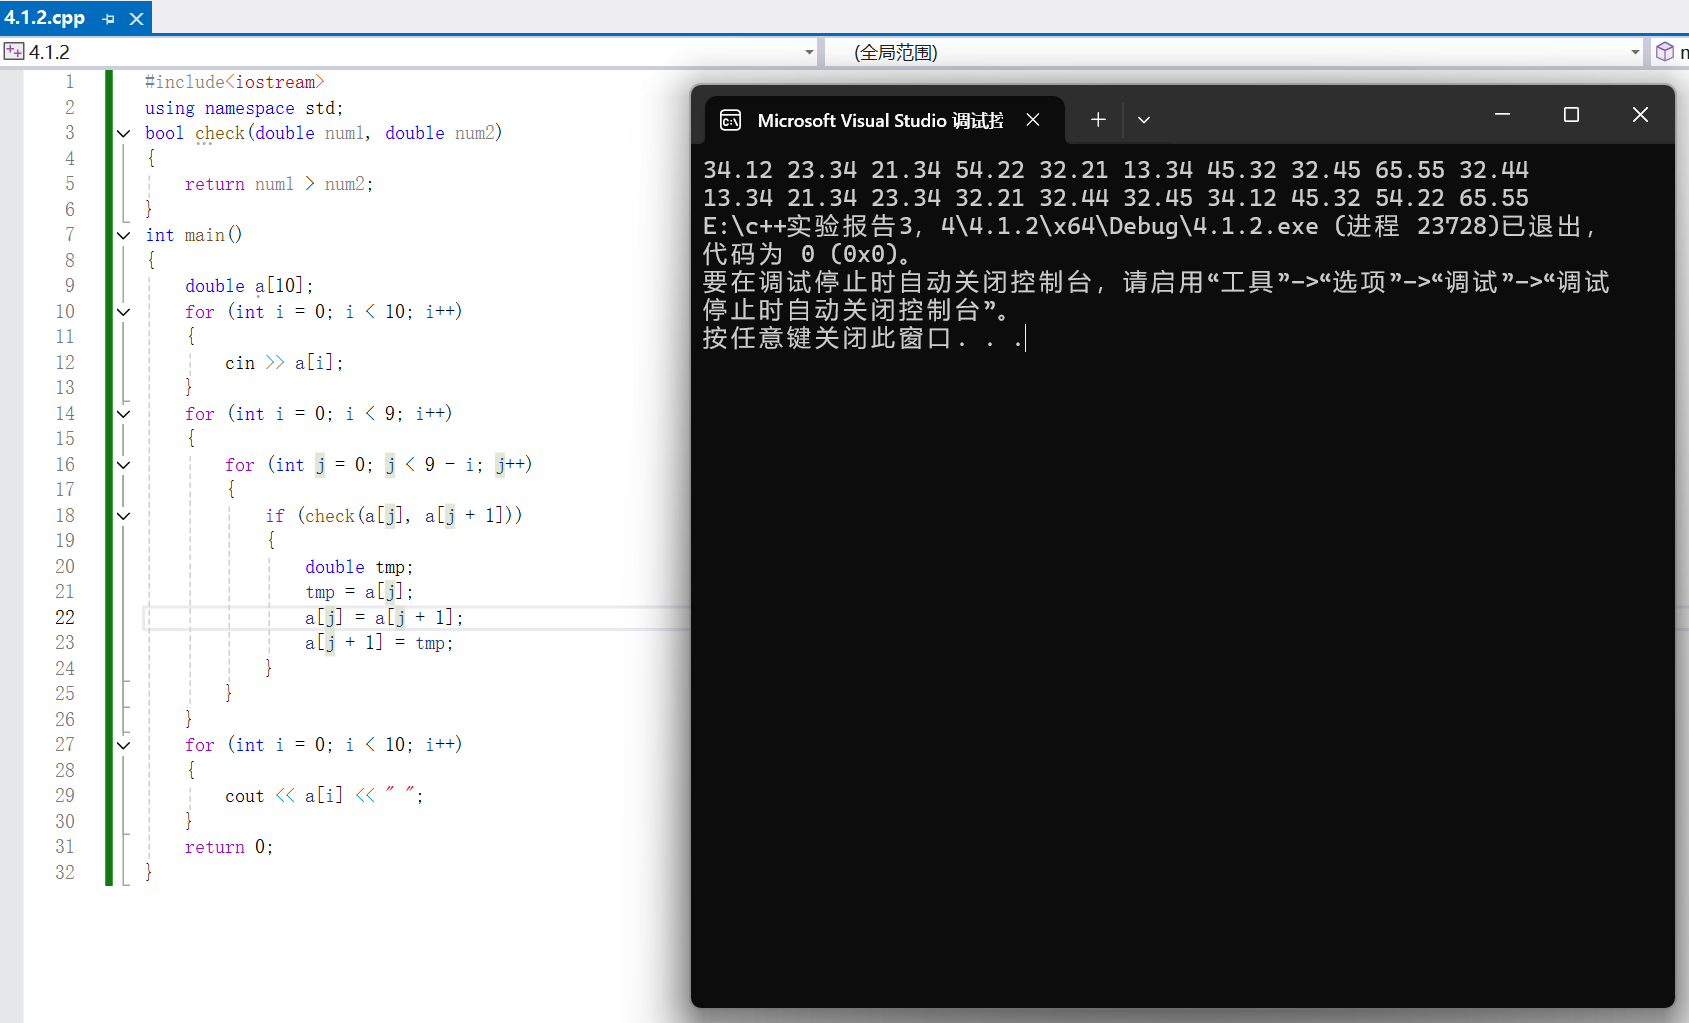 4.1.2.cpp
4.1.2
(全局范围)
1 #include<iostream>
2 using namespace std;
3 bool check(double num1, double num2)
4 {
5 return num1 > num2;
6 }
7 int main()
8 {
9 double a[10];
10 for (int i = 0; i < 10; i++)
11 {
12 cin >> a[i];
13 }
14 for (int i = 0; i < 9; i++)
15 {
16 for (int j = 0; j < 9 - i; j++)
17 {
18 if (check(a[j], a[j + 1]))
19 {
20 double tmp;
21 tmp = a[j];
22 a[j] = a[j + 1];
23 a[j + 1] = tmp;
24 }
25 }
26 }
27 for (int i = 0; i < 10; i++)
28 {
29 cout << a[i] << " ";
30 }
31 return 0;
32 }
Microsoft Visual Studio 调试控
34.12 23.34 21.34 54.22 32.21 13.34 45.32 32.45 65.55 32.44
13.34 21.34 23.34 32.21 32.44 32.45 34.12 45.32 54.22 65.55
E:\c++实验报告3, 4\4.1.2\x64\Debug\4.1.2.exe (进程 23728)已退出，
代码为 0 (0x0)。
要在调试停止时自动关闭控制台，请启用“工具”->“选项”->“调试”->“调试
停止时自动关闭控制台”。
按任意键关闭此窗口. . .